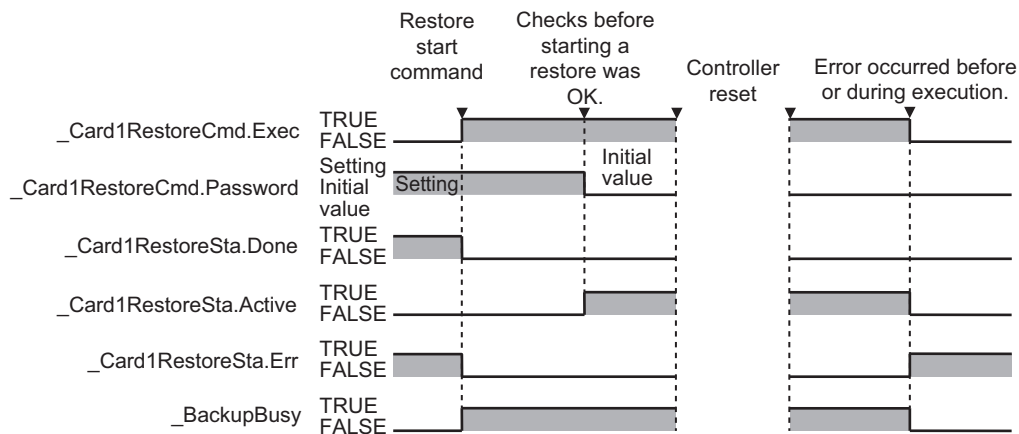 Restore
start
command
Checks before
starting a
restore was
OK.
Controller
reset
Error occurred before
or during execution.
_Card1RestoreCmd.Exec
TRUE
FALSE
_Card1RestoreCmd.Password
Setting
Initial
value
Setting
Initial
value
_Card1RestoreSta.Done
TRUE
FALSE
_Card1RestoreSta.Active
TRUE
FALSE
_Card1RestoreSta.Err
TRUE
FALSE
_BackupBusy
TRUE
FALSE